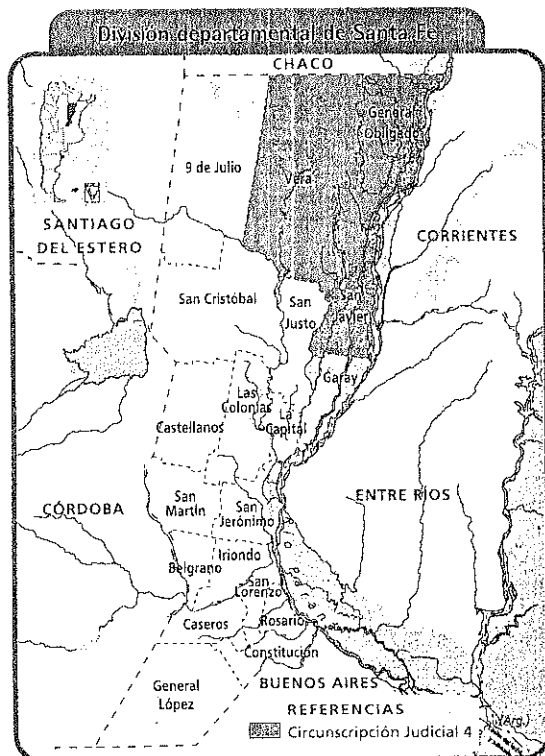 División departamental de Santa Fe
CHACO
General
Obligado
9 de Julio
Vera
SANTIAGO
DEL ESTERO
CORRIENTES
San Cristóbal
San
Justo
San
Javier
Garay
Las
Colonias
La
Capital
Castellanos
CÓRDOBA
San
Martín
San
Jerónimo
ENTRE RÍOS
Belgrano
Iriondo
San
Lorenzo
Caseros
Rosario
Constitución
General
López
BUENOS AIRES
REFERENCIAS
(Arg.)
Circunscripción Judicial 4